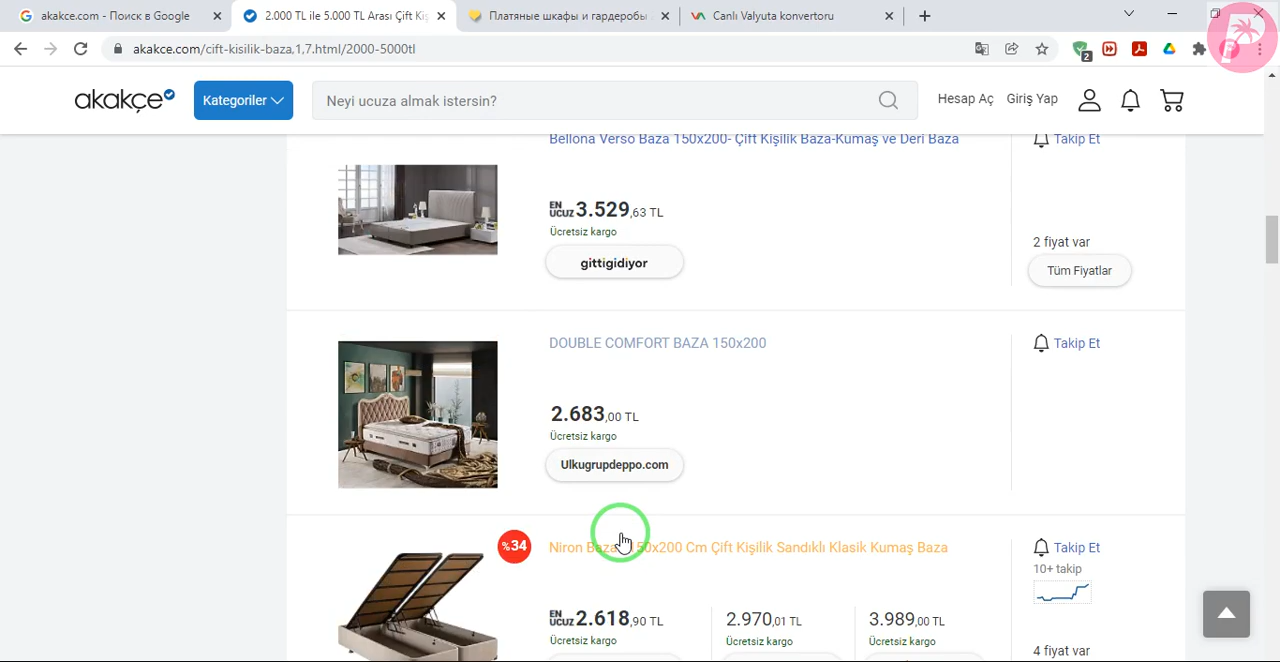 akakce.com - Поиск в Google
2.000 TL ile 5.000 TL Arası Çift Kiş
Платяные шкафы и гардеробы -
Canlı Valyuta konvertoru
akakce.com/cift-kisilik-baza,1,7.html/2000-5000tl
2
akakçe
Kategoriler
Neyi ucuza almak istersin?
Hesap Aç
Giriş Yap
Bellona Verso Baza 150x200- Çift Kişilik Baza-Kumaş ve Deri Baza
Takip Et
EN UCUZ 3.529,63 TL
Ücretsiz kargo
gittigidiyor
2 fiyat var
Tüm Fiyatlar
DOUBLE COMFORT BAZA 150x200
Takip Et
2.683,00 TL
Ücretsiz kargo
Ulkugrupdeppo.com
%34
Niron Baza 150x200 Cm Çift Kişilik Sandıklı Klasik Kumaş Baza
Takip Et
10+ takip
EN UCUZ 2.618,90 TL
Ücretsiz kargo
2.970,01 TL
Ücretsiz kargo
3.989,00 TL
Ücretsiz kargo
4 fiyat var